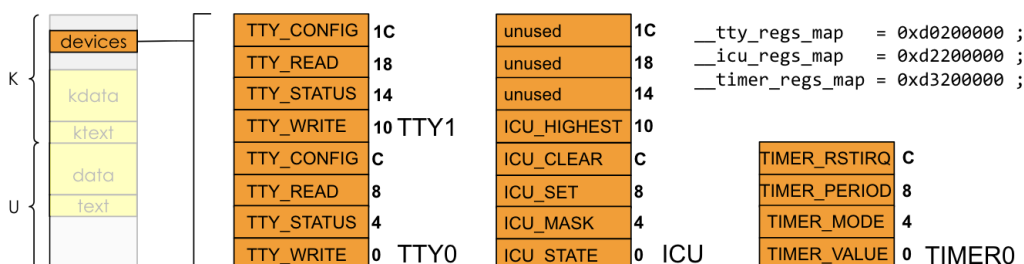 TTY_CONFIG 1C unused 1C __tty_regs_map = 0xd0200000 ;
devices TTY_READ 18 unused 18 __icu_regs_map = 0xd2200000 ;
K kdata TTY_STATUS 14 unused 14 __timer_regs_map = 0xd3200000 ;
ktext TTY_WRITE 10 TTY1 ICU_HIGHEST 10
TTY_CONFIG C ICU_CLEAR C TIMER_RSTIRQ C
data TTY_READ 8 ICU_SET 8 TIMER_PERIOD 8
U text TTY_STATUS 4 ICU_MASK 4 TIMER_MODE 4
TTY_WRITE 0 TTY0 ICU_STATE 0 ICU TIMER_VALUE 0 TIMER0